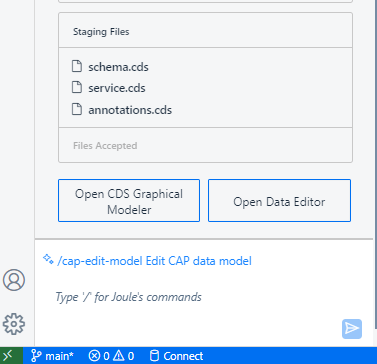 Staging Files
schema.cds
service.cds
annotations.cds
Files Accepted
Open CDS Graphical
Modeler
Open Data Editor
/cap-edit-model Edit CAP data model
Type '/' for Joule's commands
main* 0 0 Connect